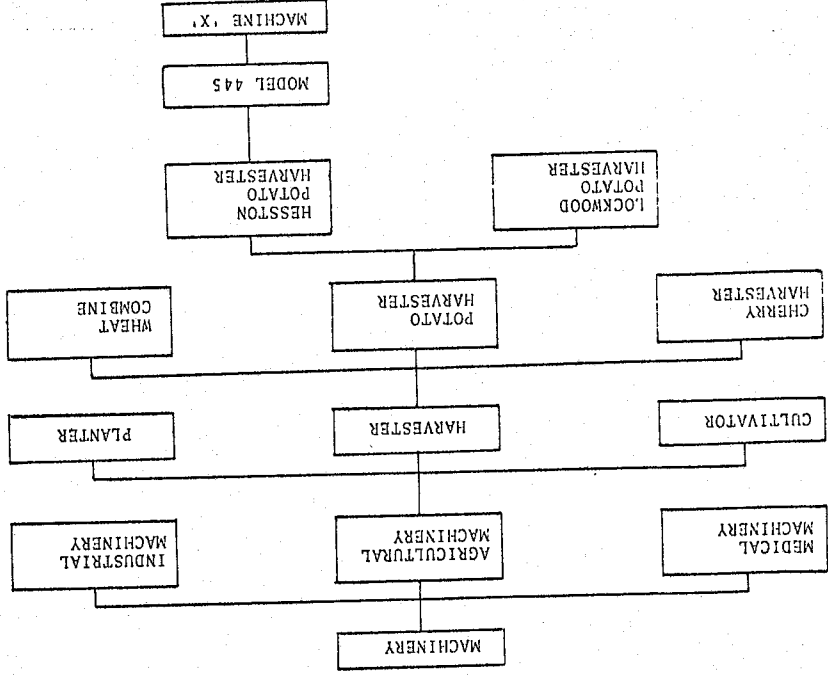 MACHINERY
MEDICAL
MACHINERY
AGRICULTURAL
MACHINERY
INDUSTRIAL
MACHINERY
CULTIVATOR
HARVESTER
PLANTER
CHERRY
HARVESTER
POTATO
HARVESTER
WHEAT
COMBINE
LOCKWOOD
POTATO
HARVESTER
HESSTON
POTATO
HARVESTER
MODEL 445
MACHINE 'X'